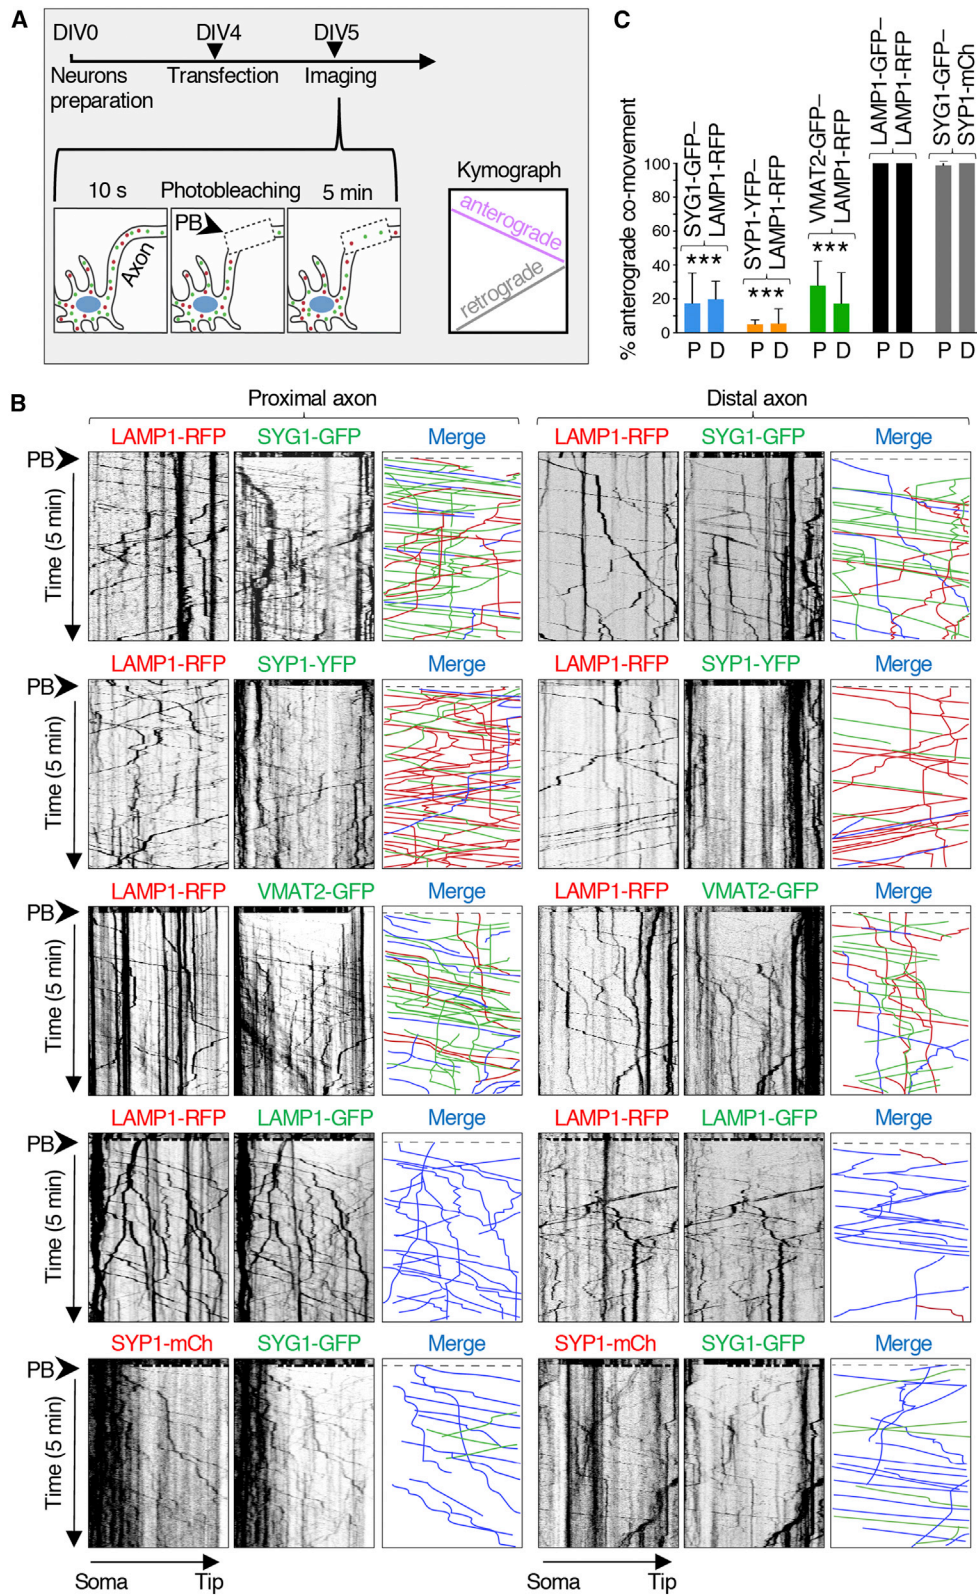 A
DIV0 DIV4 DIV5
Neurons preparation Transfection Imaging
10 s Photobleaching 5 min
PB
Axon
Kymograph
anterograde
retrograde
C
% anterograde co-movement
100
80
60
40
20
0
SYG1-GFP–
LAMP1-RFP
SYP1-YFP–
LAMP1-RFP
VMAT2-GFP–
LAMP1-RFP
LAMP1-GFP–
LAMP1-RFP
SYG1-GFP–
SYP1-mCh
*** *** ***
P D P D P D P D P D
B
Proximal axon Distal axon
LAMP1-RFP SYG1-GFP Merge LAMP1-RFP SYG1-GFP Merge
PB
Time (5 min)
LAMP1-RFP SYP1-YFP Merge LAMP1-RFP SYP1-YFP Merge
PB
Time (5 min)
LAMP1-RFP VMAT2-GFP Merge LAMP1-RFP VMAT2-GFP Merge
PB
Time (5 min)
LAMP1-RFP LAMP1-GFP Merge LAMP1-RFP LAMP1-GFP Merge
PB
Time (5 min)
SYP1-mCh SYG1-GFP Merge SYP1-mCh SYG1-GFP Merge
PB
Time (5 min)
Soma Tip Soma Tip